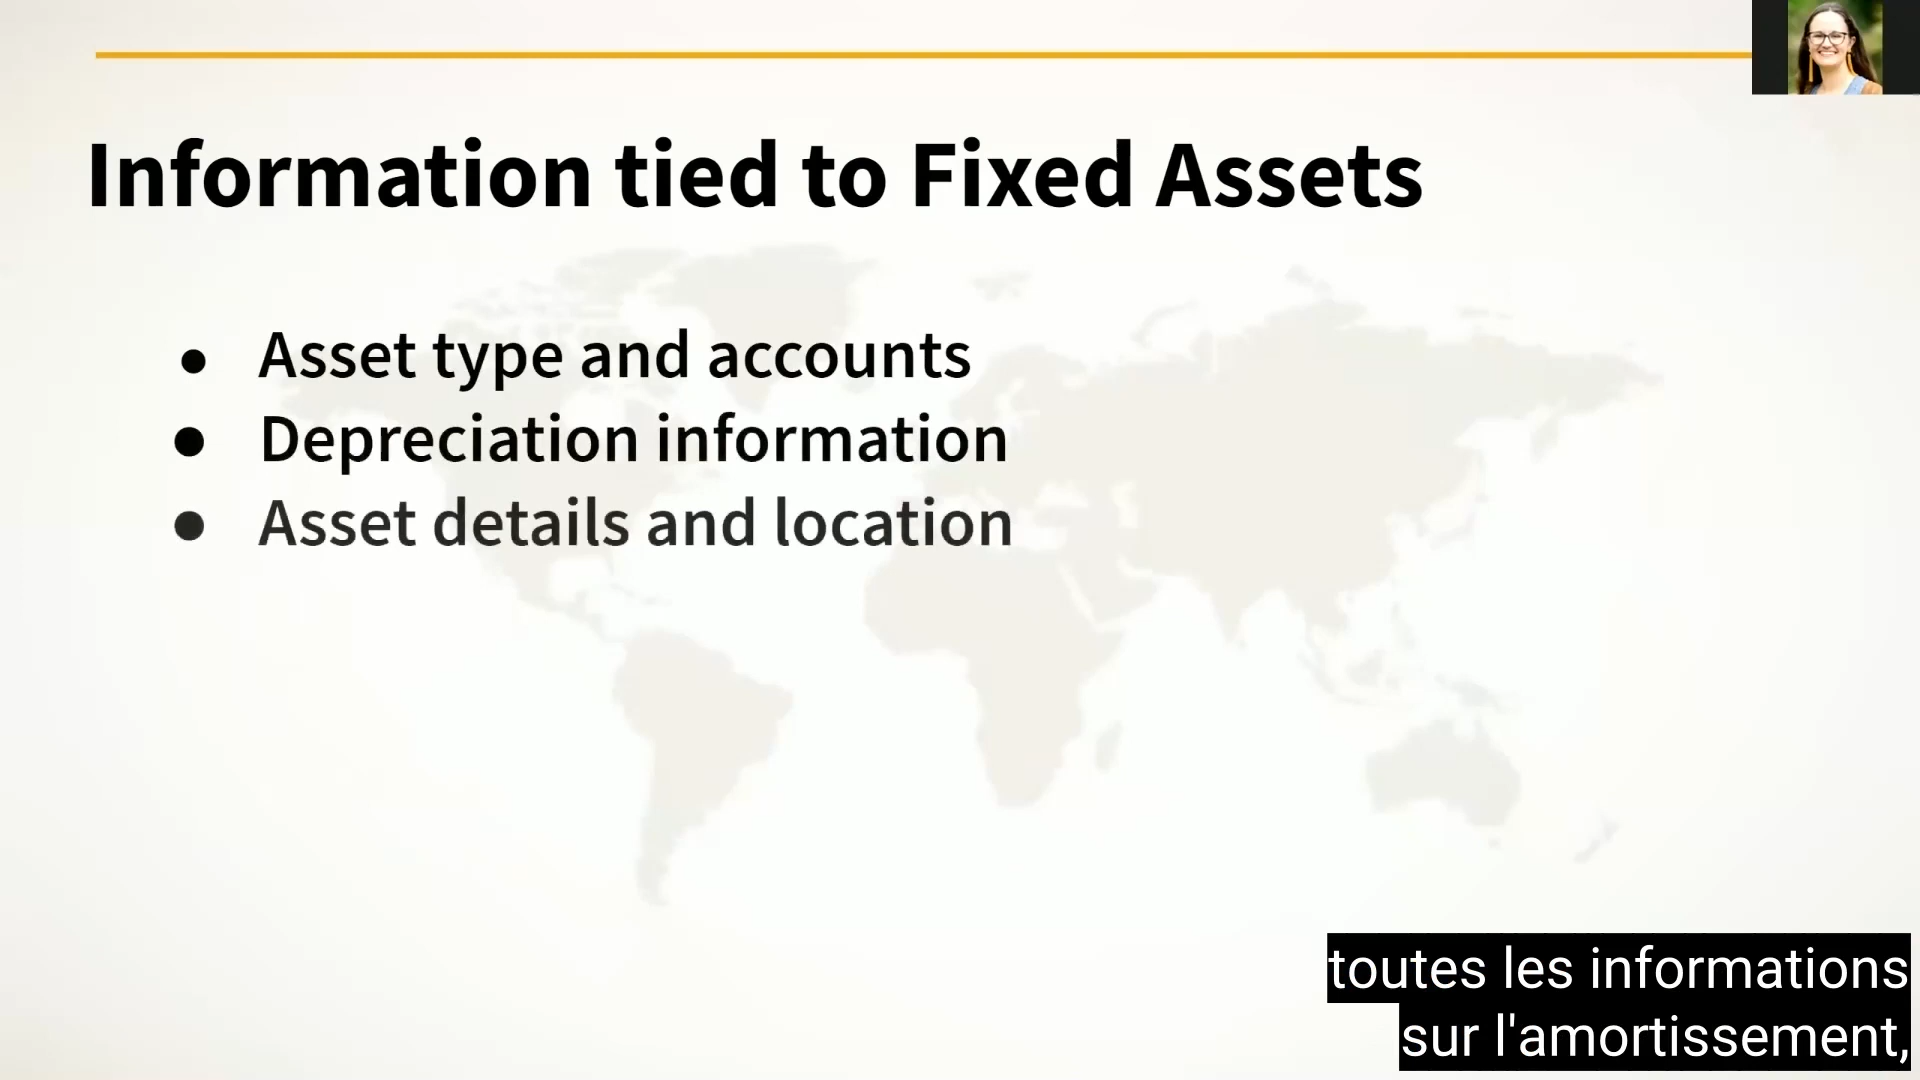 Information tied to Fixed Assets
● Asset type and accounts
● Depreciation information
● Asset details and location
toutes les informations
sur l'amortissement,